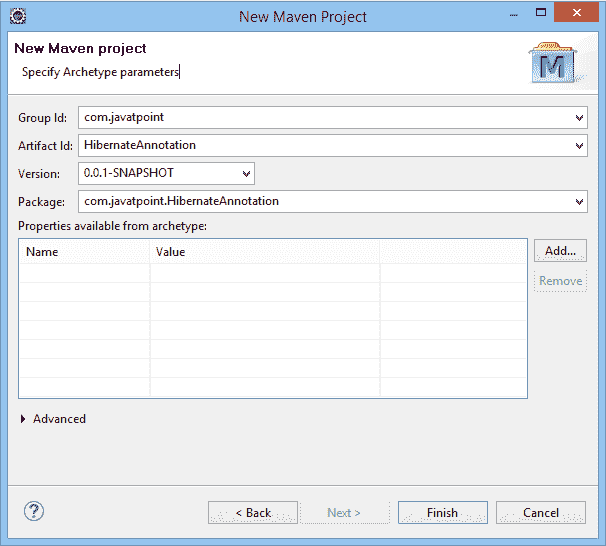 New Maven Project
New Maven project
Specify Archetype parameters
M
Group Id: com.javatpoint
Artifact Id: HibernateAnnotation
Version: 0.0.1-SNAPSHOT
Package: com.javatpoint.HibernateAnnotation
Properties available from archetype:
Name Value
Add...
Remove
Advanced
? < Back Next > Finish Cancel